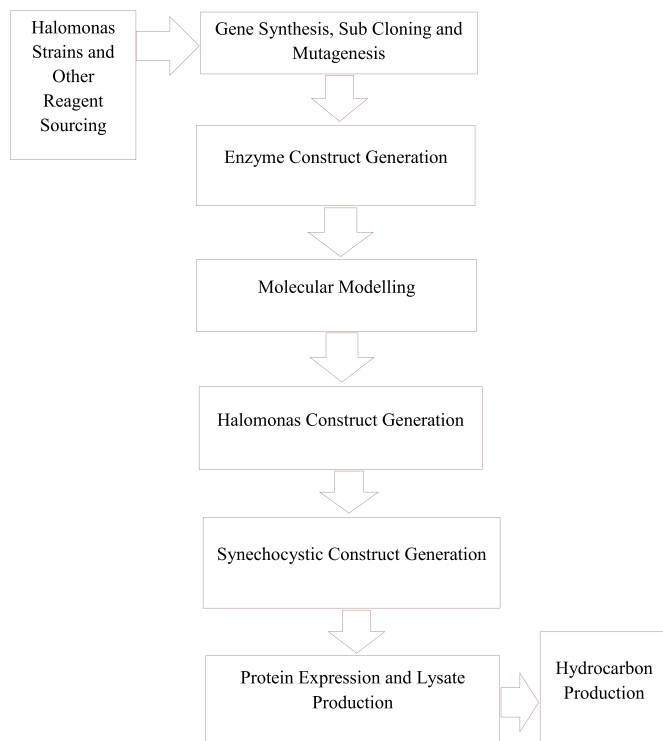 Halomonas
Strains and
Other
Reagent
Sourcing
Gene Synthesis, Sub Cloning and
Mutagenesis
Enzyme Construct Generation
Molecular Modelling
Halomonas Construct Generation
Synechocystic Construct Generation
Protein Expression and Lysate
Production
Hydrocarbon
Production